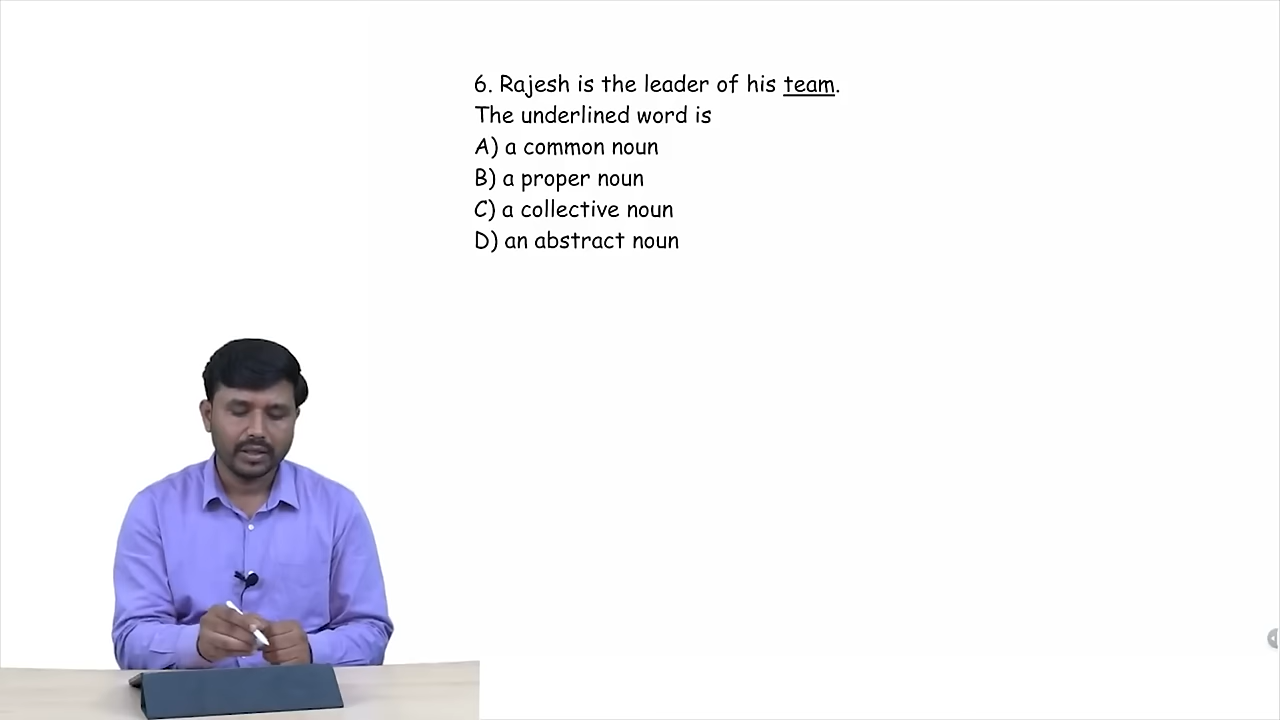 6. Rajesh is the leader of his team.
The underlined word is
A) a common noun
B) a proper noun
C) a collective noun
D) an abstract noun